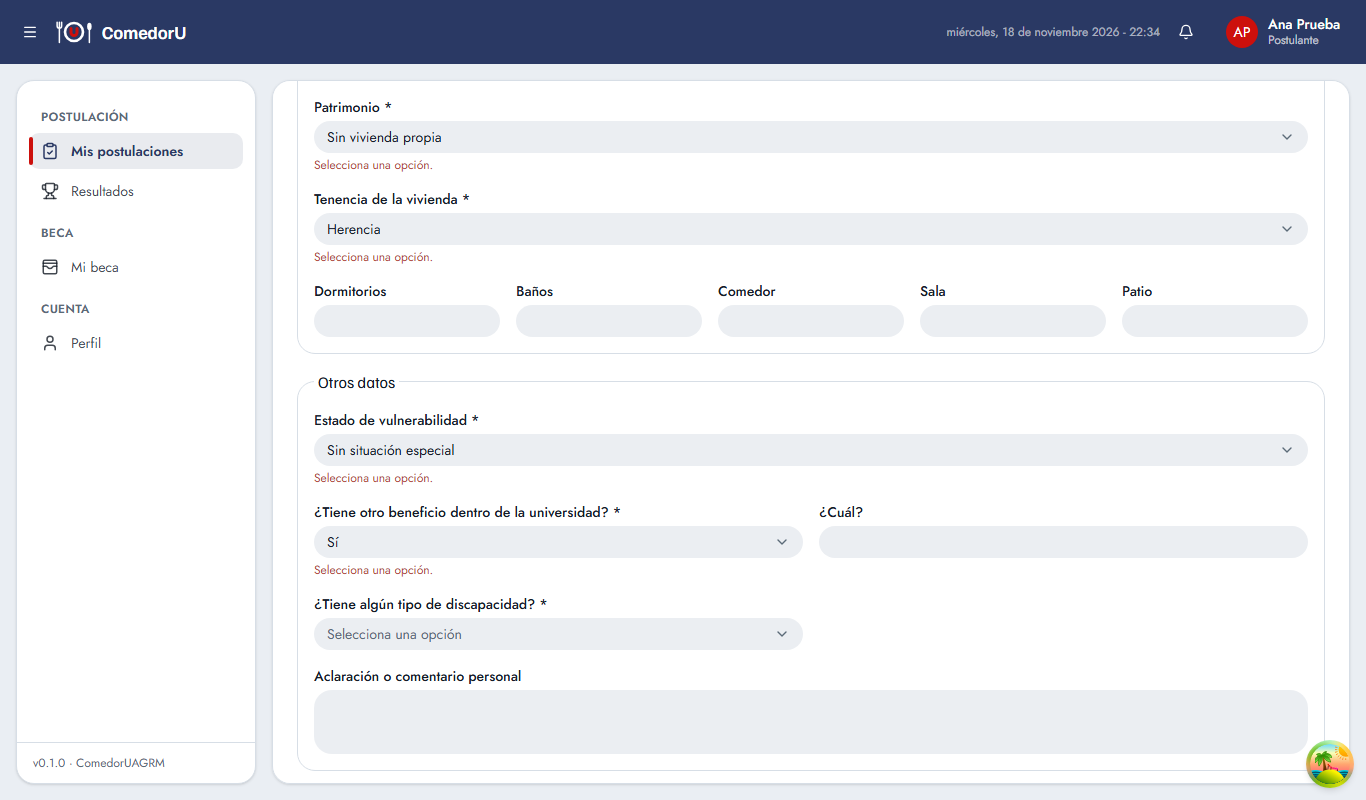 ComedorU
miércoles, 18 de noviembre 2026 - 22:34
AP
Ana Prueba
Postulante
POSTULACIÓN
Mis postulaciones
Resultados
BECA
Mi beca
CUENTA
Perfil
v0.1.0 · ComedorUAGRM
Patrimonio *
Sin vivienda propia
Selecciona una opción.
Tenencia de la vivienda *
Herencia
Selecciona una opción.
Dormitorios Baños Comedor Sala Patio
Otros datos
Estado de vulnerabilidad *
Sin situación especial
Selecciona una opción.
¿Tiene otro beneficio dentro de la universidad? * ¿Cuál?
Sí
Selecciona una opción.
¿Tiene algún tipo de discapacidad? *
Selecciona una opción
Aclaración o comentario personal